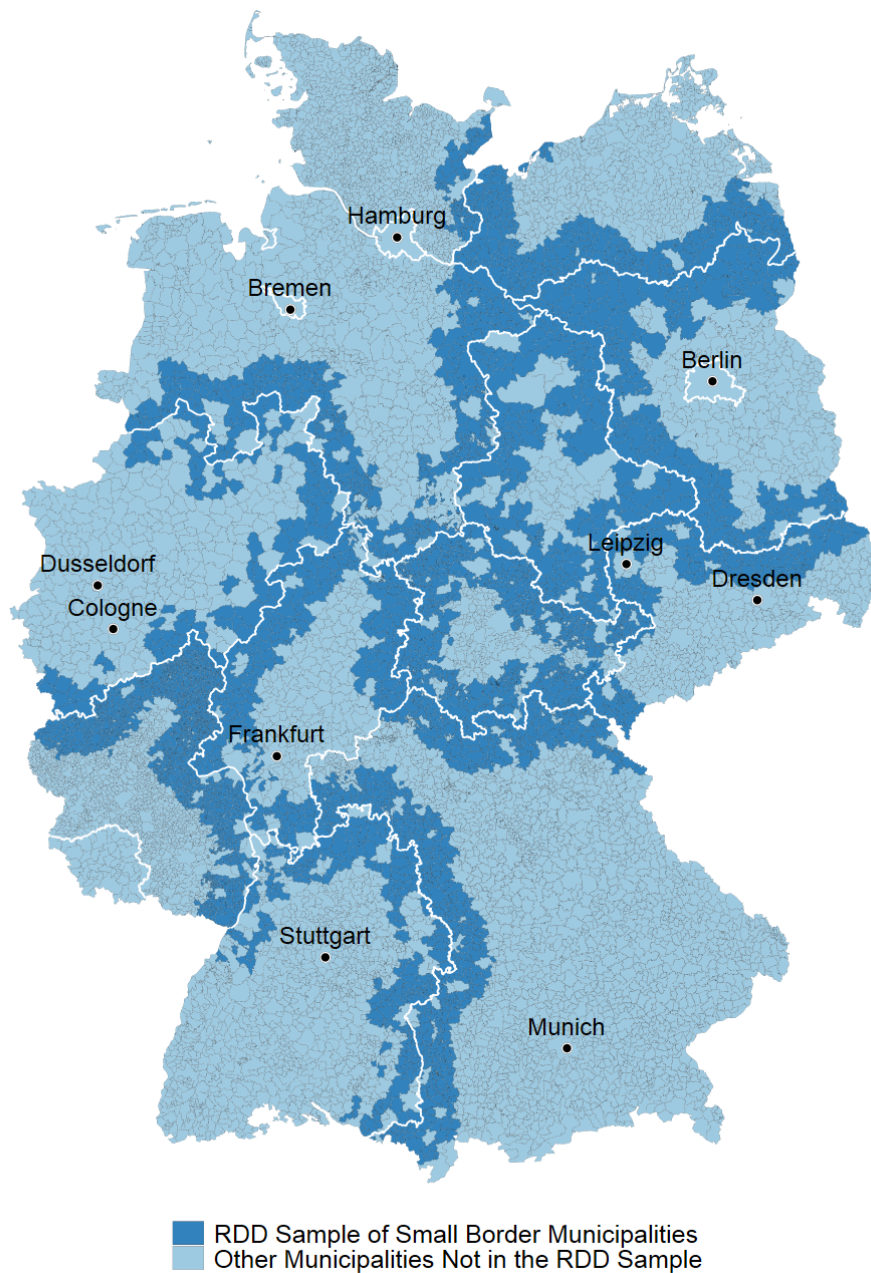 Hamburg
Bremen
Berlin
Leipzig
Dusseldorf
Dresden
Cologne
Frankfurt
Stuttgart
Munich
RDD Sample of Small Border Municipalities
Other Municipalities Not in the RDD Sample